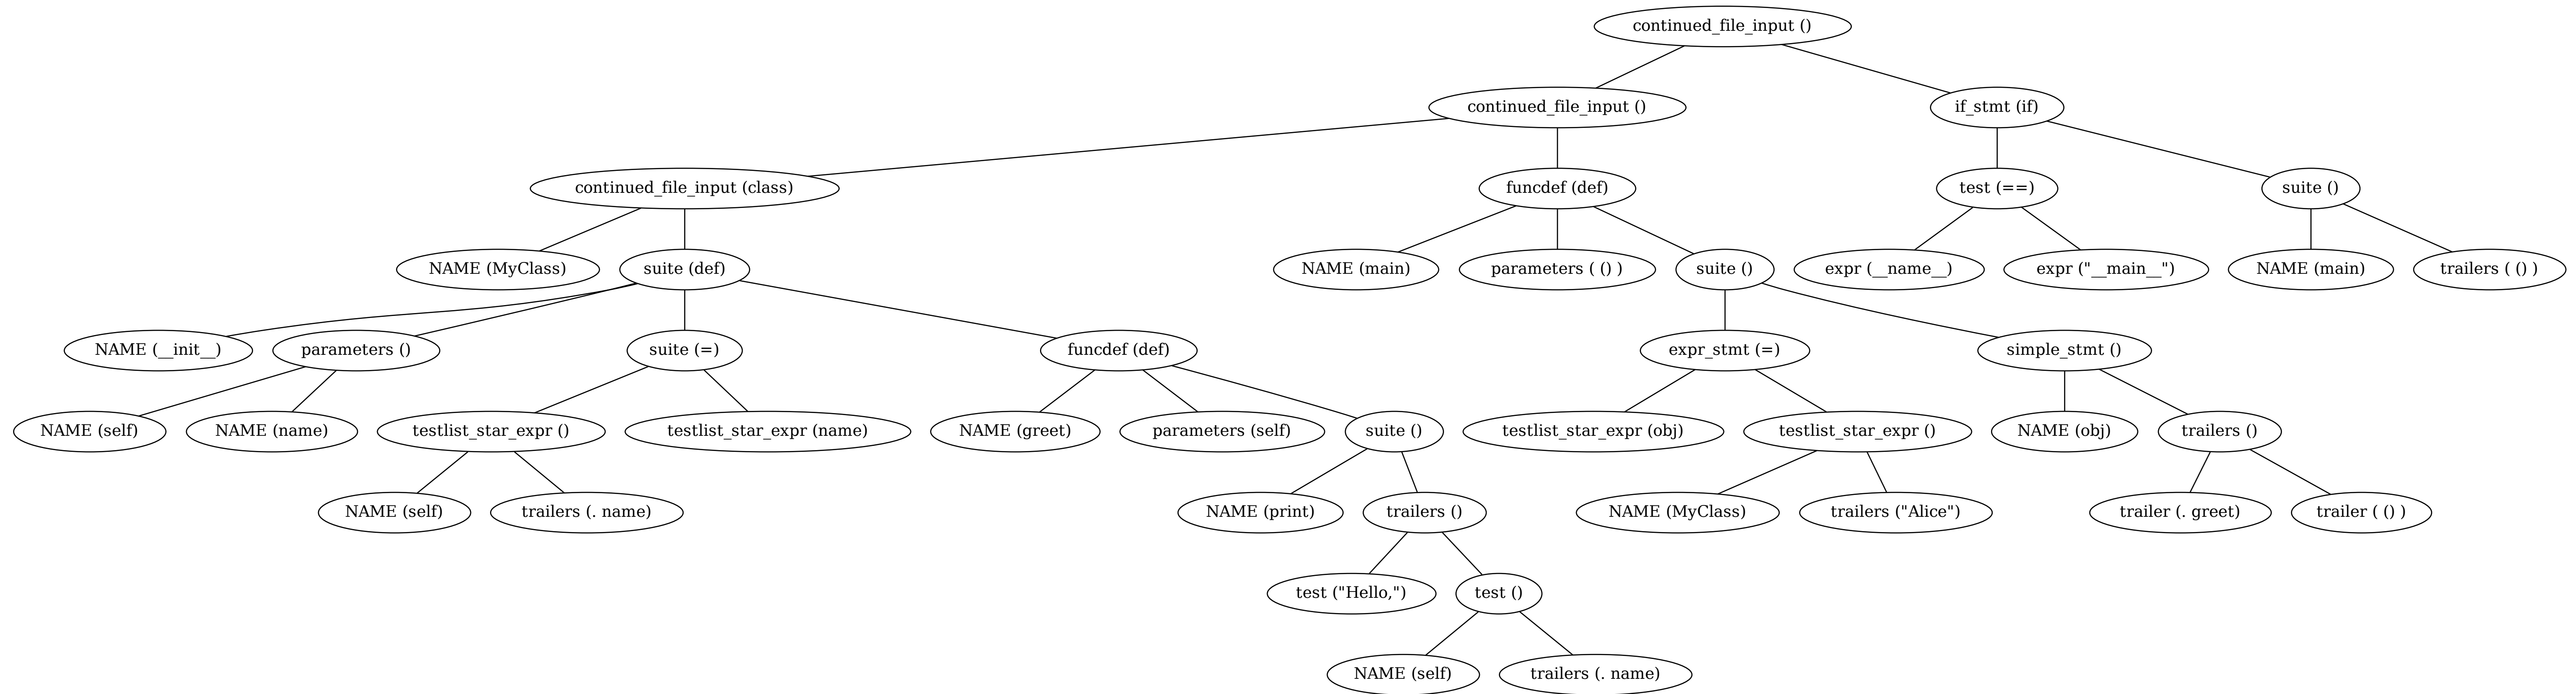 continued_file_input ()
continued_file_input ()
if_stmt (if)
continued_file_input (class)
funcdef (def)
test (==)
suite ()
NAME (MyClass)
suite (def)
NAME (main)
parameters ( () )
suite ()
expr (__name__)
expr ("__main__")
NAME (main)
trailers ( () )
NAME (__init__)
parameters ()
suite (=)
funcdef (def)
expr_stmt (=)
simple_stmt ()
NAME (self)
NAME (name)
testlist_star_expr ()
testlist_star_expr (name)
NAME (greet)
parameters (self)
suite ()
testlist_star_expr (obj)
testlist_star_expr ()
NAME (obj)
trailers ()
NAME (self)
trailers (. name)
NAME (print)
trailers ()
NAME (MyClass)
trailers ("Alice")
trailer (. greet)
trailer ( () )
test ("Hello,")
test ()
NAME (self)
trailers (. name)